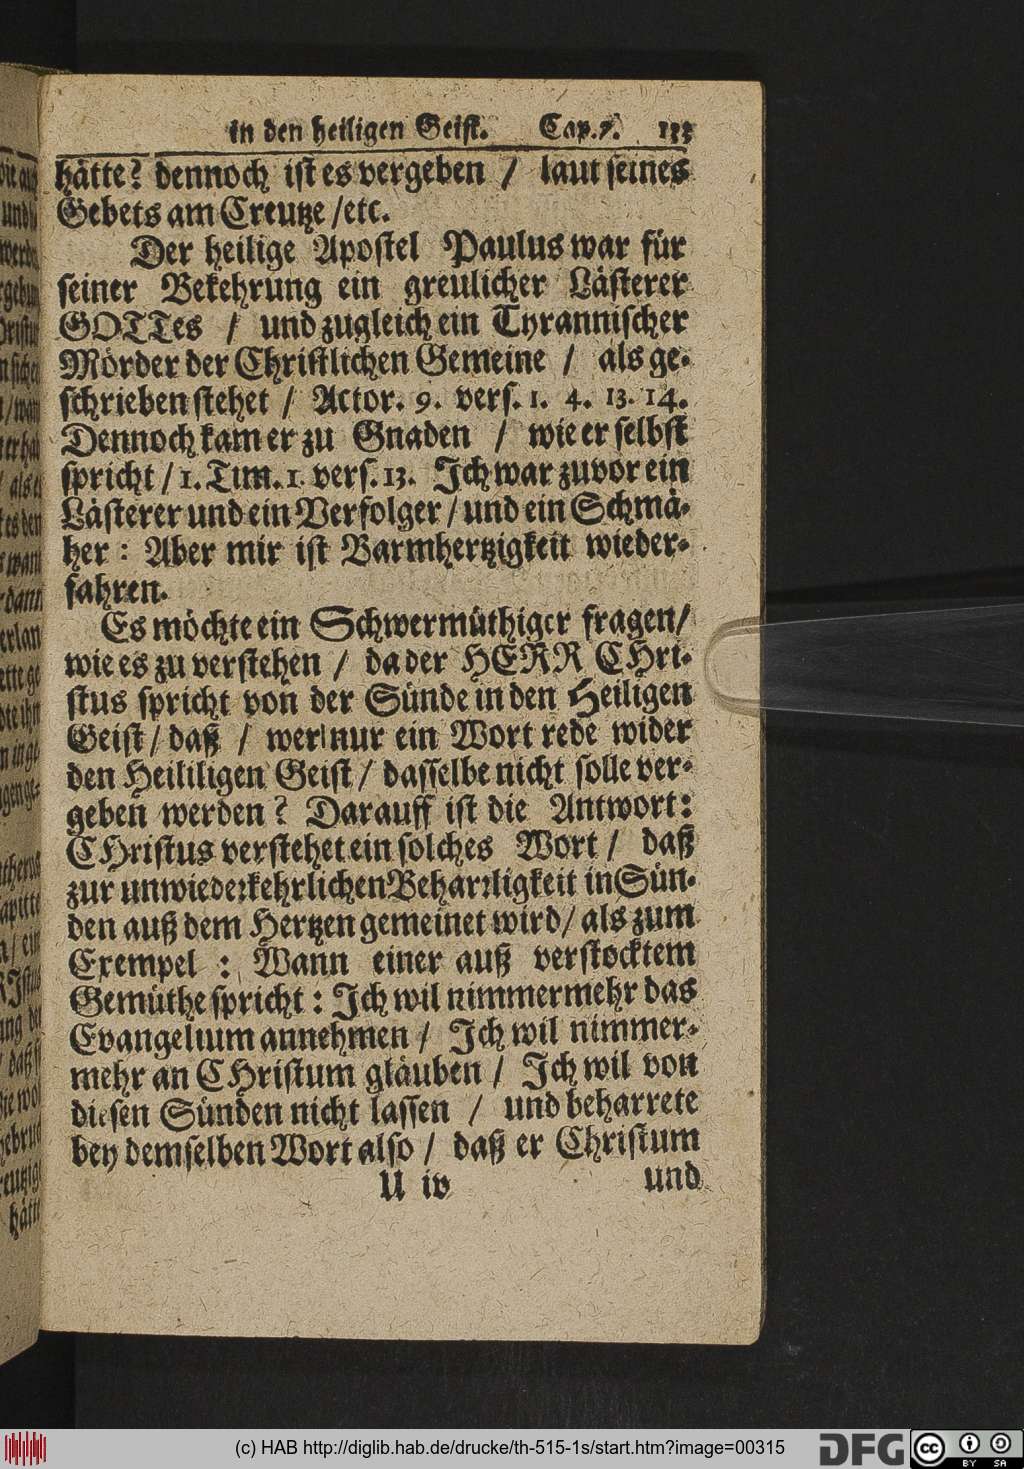 in den heiligen Geist. Cap. 7.
hätte? dennoch ist es vergeben / laut seines
Gebets am Creutze / etc.
Der heilige Apostel Paulus war für
seiner Bekehrung ein greulicher Lästerer
GOTTes / und zugleich ein Tyrannischer
Mörder der Christlichen Gemeine / als ge-
schrieben stehet / Actor. 9. vers. 1. 4. 13. 14.
Dennoch kam er zu Gnaden / wie er selbst
spricht / 1. Tim. 1. vers. 13. Ich war zuvor ein
Lästerer und ein Verfolger / und ein Schmä-
her : Aber mir ist Barmhertzigkeit wieder-
fahren.
Es möchte ein Schwermüthiger fragen /
wie es zu verstehen / da der HERR CHri-
stus spricht von der Sünde in den Heiligen
Geist / daß / wer nur ein Wort rede wider
den Heililigen Geist / dasselbe nicht solle ver-
geben werden? Darauff ist die Antwort:
CHristus verstehet ein solches Wort / daß
zur unwiederkehrlichen Beharrligkeit in Sün-
den auß dem Hertzen gemeinet wird / als zum
Exempel : Wann einer auß verstocktem
Gemüthe spricht : Ich wil nimmermehr das
Evangelium annehmen / Ich wil nimmer-
mehr an CHristum gläuben / Ich wil von
diesen Sünden nicht lassen / und beharrete
bey demselben Wort also / daß er Christum
U iv und
(c) HAB http://diglib.hab.de/drucke/th-515-1s/start.htm?image=00315
DFG
cc BY SA